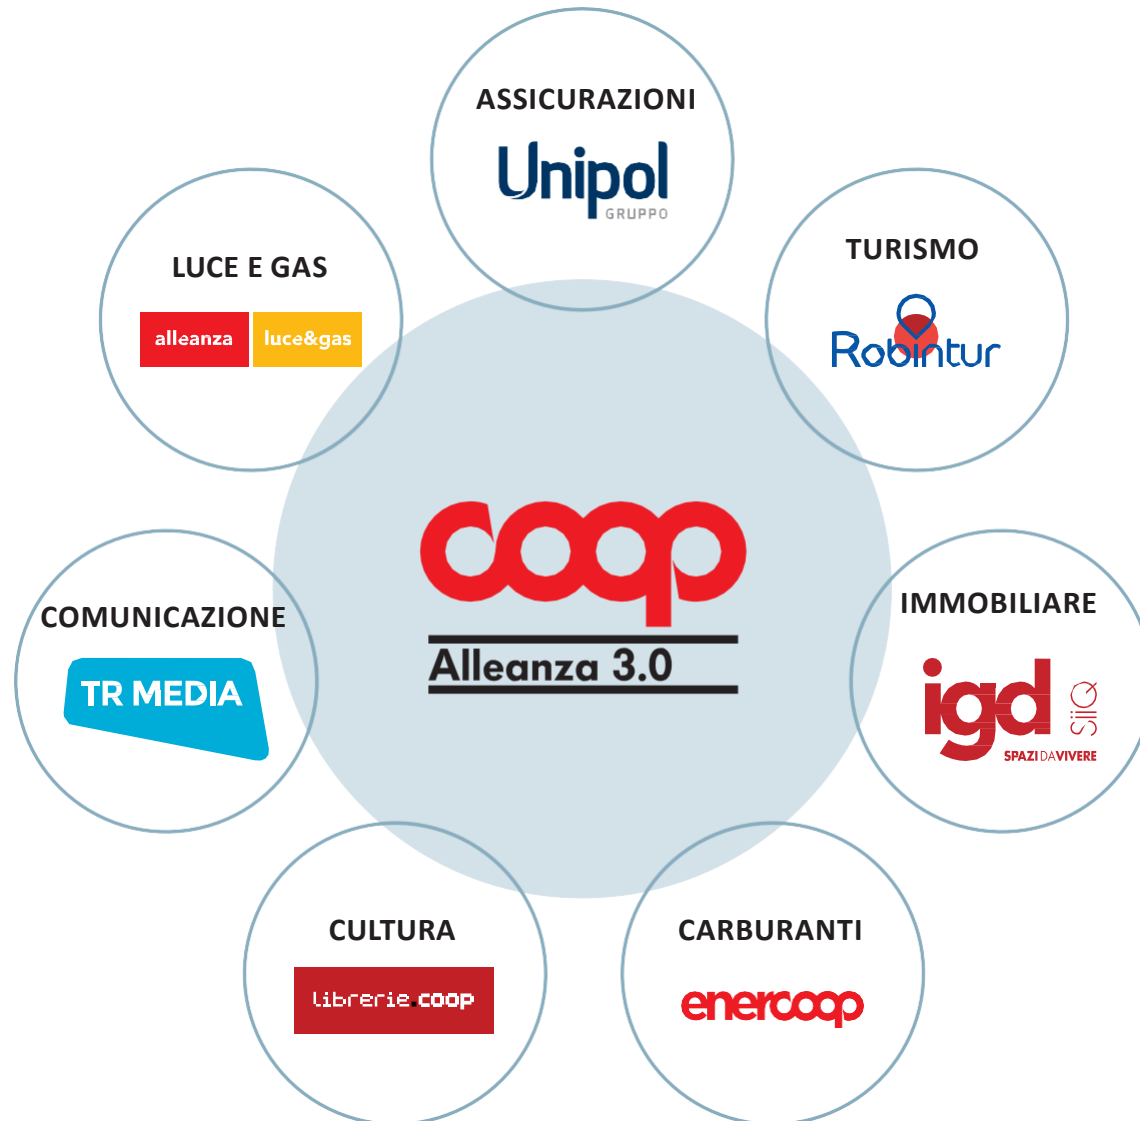 ASSICURAZIONI
Unipol
GRUPPO
TURISMO
Robintur
LUCE E GAS
alleanza luce&gas
coop
Alleanza 3.0
IMMOBILIARE
igd SIIQ
SPAZI DA VIVERE
COMUNICAZIONE
TR MEDIA
CULTURA
librerie.coop
CARBURANTI
enercoop